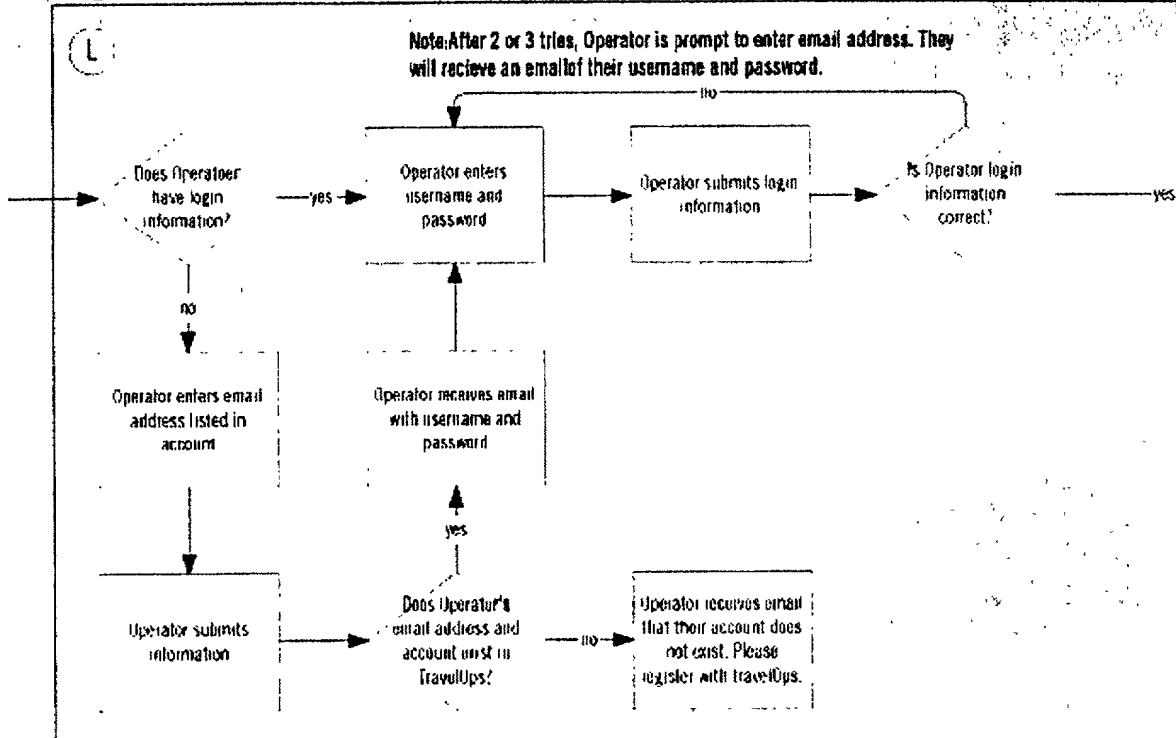 L
Note:After 2 or 3 tries, Operator is prompt to enter email address. They
will recieve an emailof their username and password.
no
Does Operatoer
have login
information?
yes
Operator enters
username and
password
Operator submits login
information
Is Operator login
information
correct?
yes
no
Operator enters email
address listed in
account
Operator receives email
with username and
password
yes
Operator submits
information
Does Operator's
email address and
account exist in
TravelOps?
no
Operator receives email
that their account does
not exist. Please
register with travelOps.